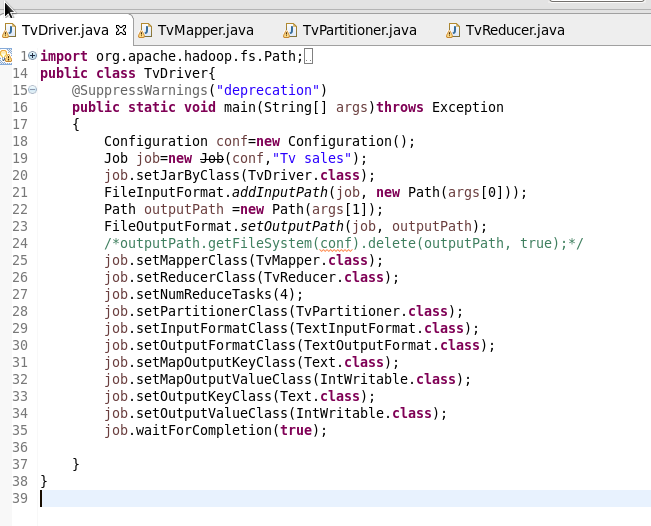 TvDriver.java TvMapper.java TvPartitioner.java TvReducer.java
1 import org.apache.hadoop.fs.Path;
14 public class TvDriver{
15 @SuppressWarnings("deprecation")
16 public static void main(String[] args)throws Exception
17 {
18 Configuration conf=new Configuration();
19 Job job=new Job(conf,"Tv sales");
20 job.setJarByClass(TvDriver.class);
21 FileInputFormat.addInputPath(job, new Path(args[0]));
22 Path outputPath =new Path(args[1]);
23 FileOutputFormat.setOutputPath(job, outputPath);
24 /*outputPath.getFileSystem(conf).delete(outputPath, true);*/
25 job.setMapperClass(TvMapper.class);
26 job.setReducerClass(TvReducer.class);
27 job.setNumReduceTasks(4);
28 job.setPartitionerClass(TvPartitioner.class);
29 job.setInputFormatClass(TextInputFormat.class);
30 job.setOutputFormatClass(TextOutputFormat.class);
31 job.setMapOutputKeyClass(Text.class);
32 job.setMapOutputValueClass(IntWritable.class);
33 job.setOutputKeyClass(Text.class);
34 job.setOutputValueClass(IntWritable.class);
35 job.waitForCompletion(true);
36
37 }
38 }
39